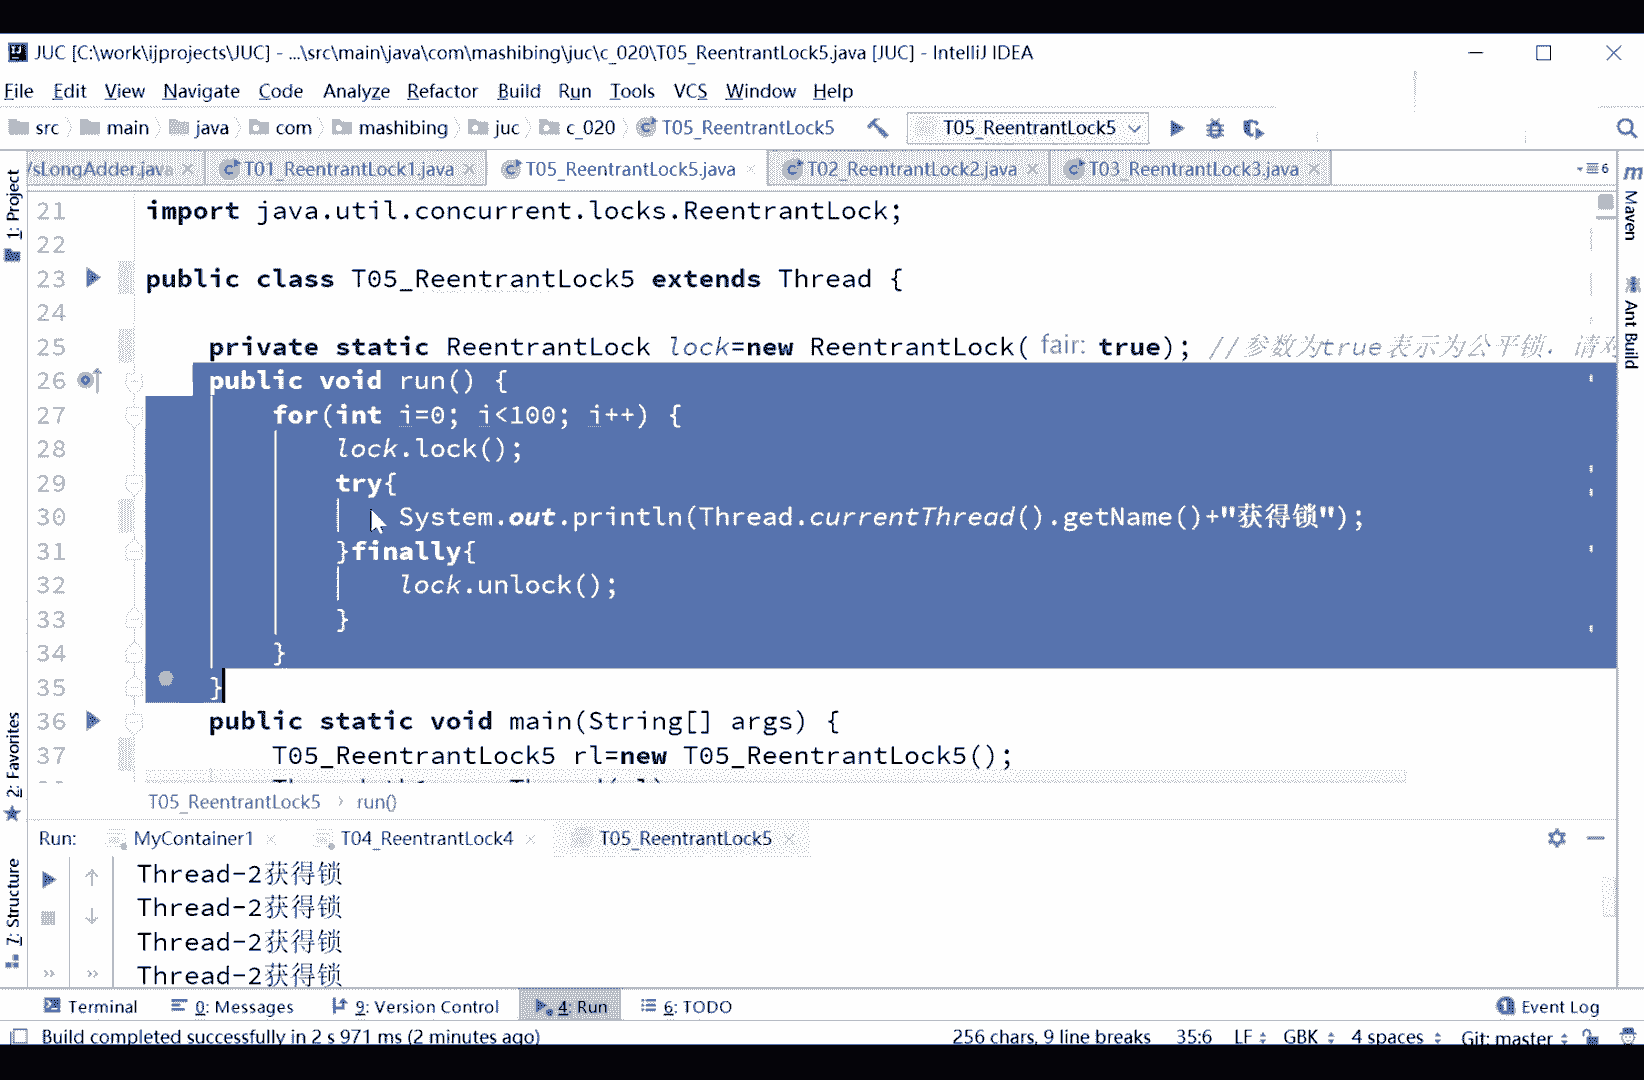 JUC [C:\work\ijprojects\JUC] - ...\src\main\java\com\mashibing\juc\c_020\T05_ReentrantLock5.java [JUC] - IntelliJ IDEA
File Edit View Navigate Code Analyze Refactor Build Run Tools VCS Window Help
src main java com mashibing juc c_020 T05_ReentrantLock5 T05_ReentrantLock5
sLongAdder.java T01_ReentrantLock1.java T05_ReentrantLock5.java T02_ReentrantLock2.java T03_ReentrantLock3.java 6
1: Project
Maven
Ant Build
21 import java.util.concurrent.locks.ReentrantLock;
22
23 public class T05_ReentrantLock5 extends Thread {
24
25 private static ReentrantLock lock=new ReentrantLock( fair: true); //参数为true表示为公平锁．请对
26 public void run() {
27 for(int i=0; i<100; i++) {
28 lock.lock();
29 try{
30 System.out.println(Thread.currentThread().getName()+"获得锁");
31 }finally{
32 lock.unlock();
33 }
34 }
35 }
36 public static void main(String[] args) {
37 T05_ReentrantLock5 rl=new T05_ReentrantLock5();
T05_ReentrantLock5 › run()
2: Favorites
7: Structure
Run: MyContainer1 T04_ReentrantLock4 T05_ReentrantLock5
Thread-2获得锁
Thread-2获得锁
Thread-2获得锁
Thread-2获得锁
Terminal 0: Messages 9: Version Control 4: Run 6: TODO 1 Event Log
Build completed successfully in 2 s 971 ms (2 minutes ago) 256 chars, 9 line breaks 35:6 LF GBK 4 spaces Git: master